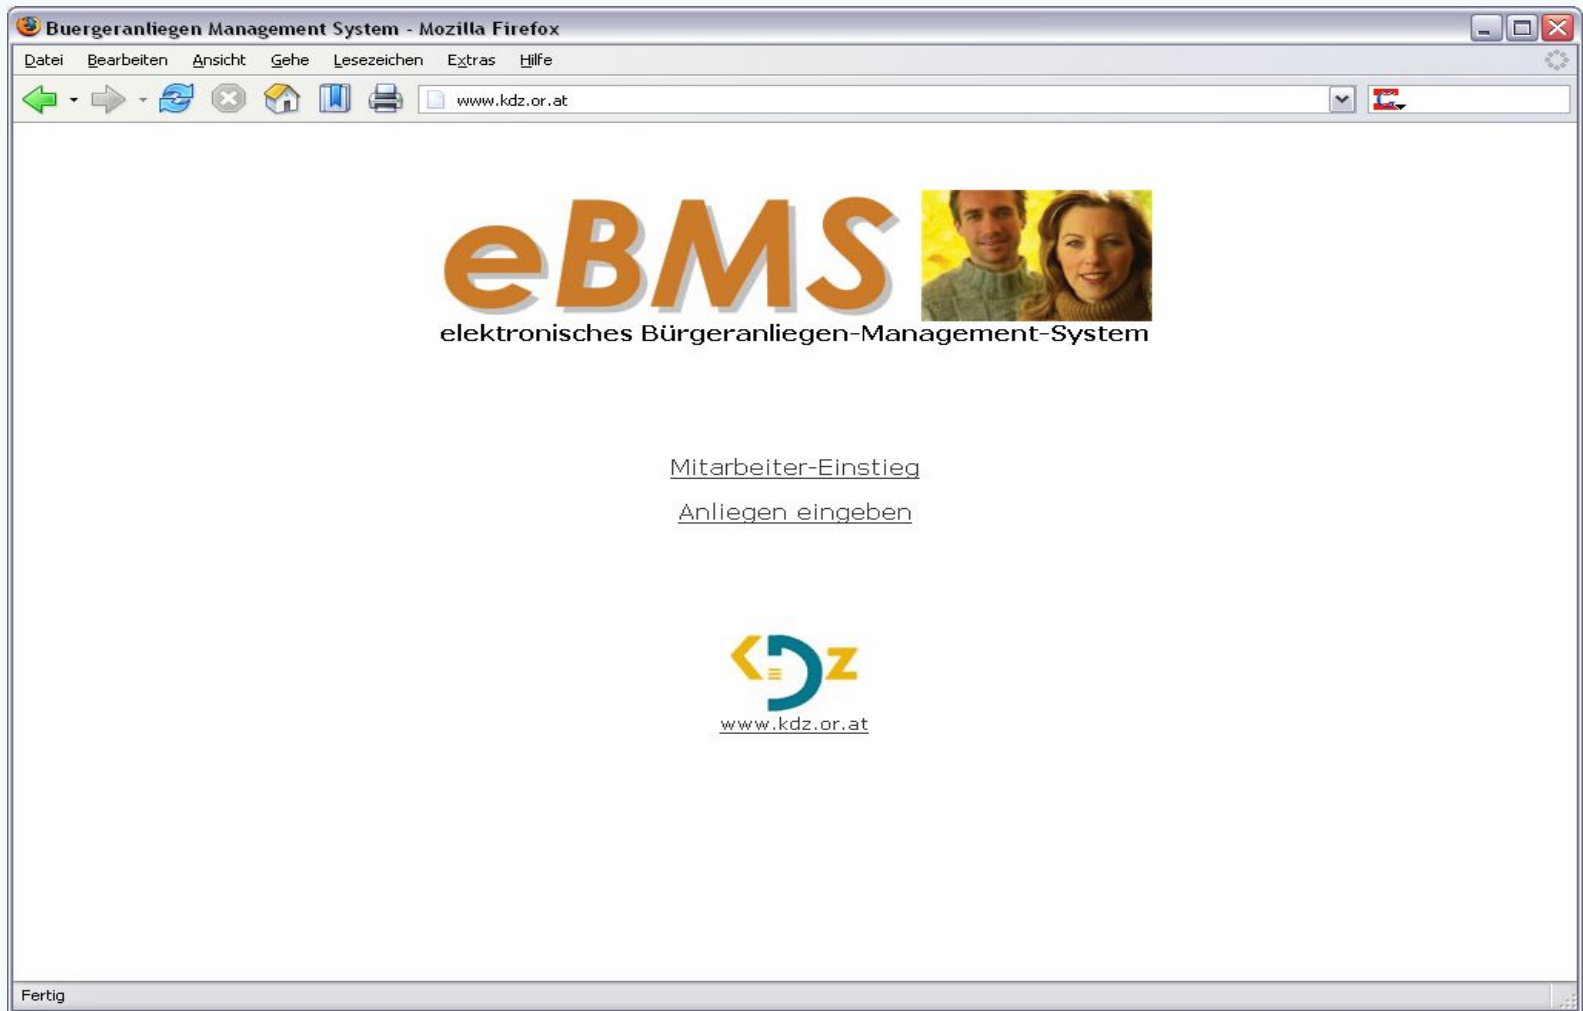 Buergeranliegen Management System - Mozilla Firefox
Datei Bearbeiten Ansicht Gehe Lesezeichen Extras Hilfe
www.kdz.or.at
eBMS
elektronisches Bürgeranliegen-Management-System
Mitarbeiter-Einstieg
Anliegen eingeben
KDZ
www.kdz.or.at
Fertig